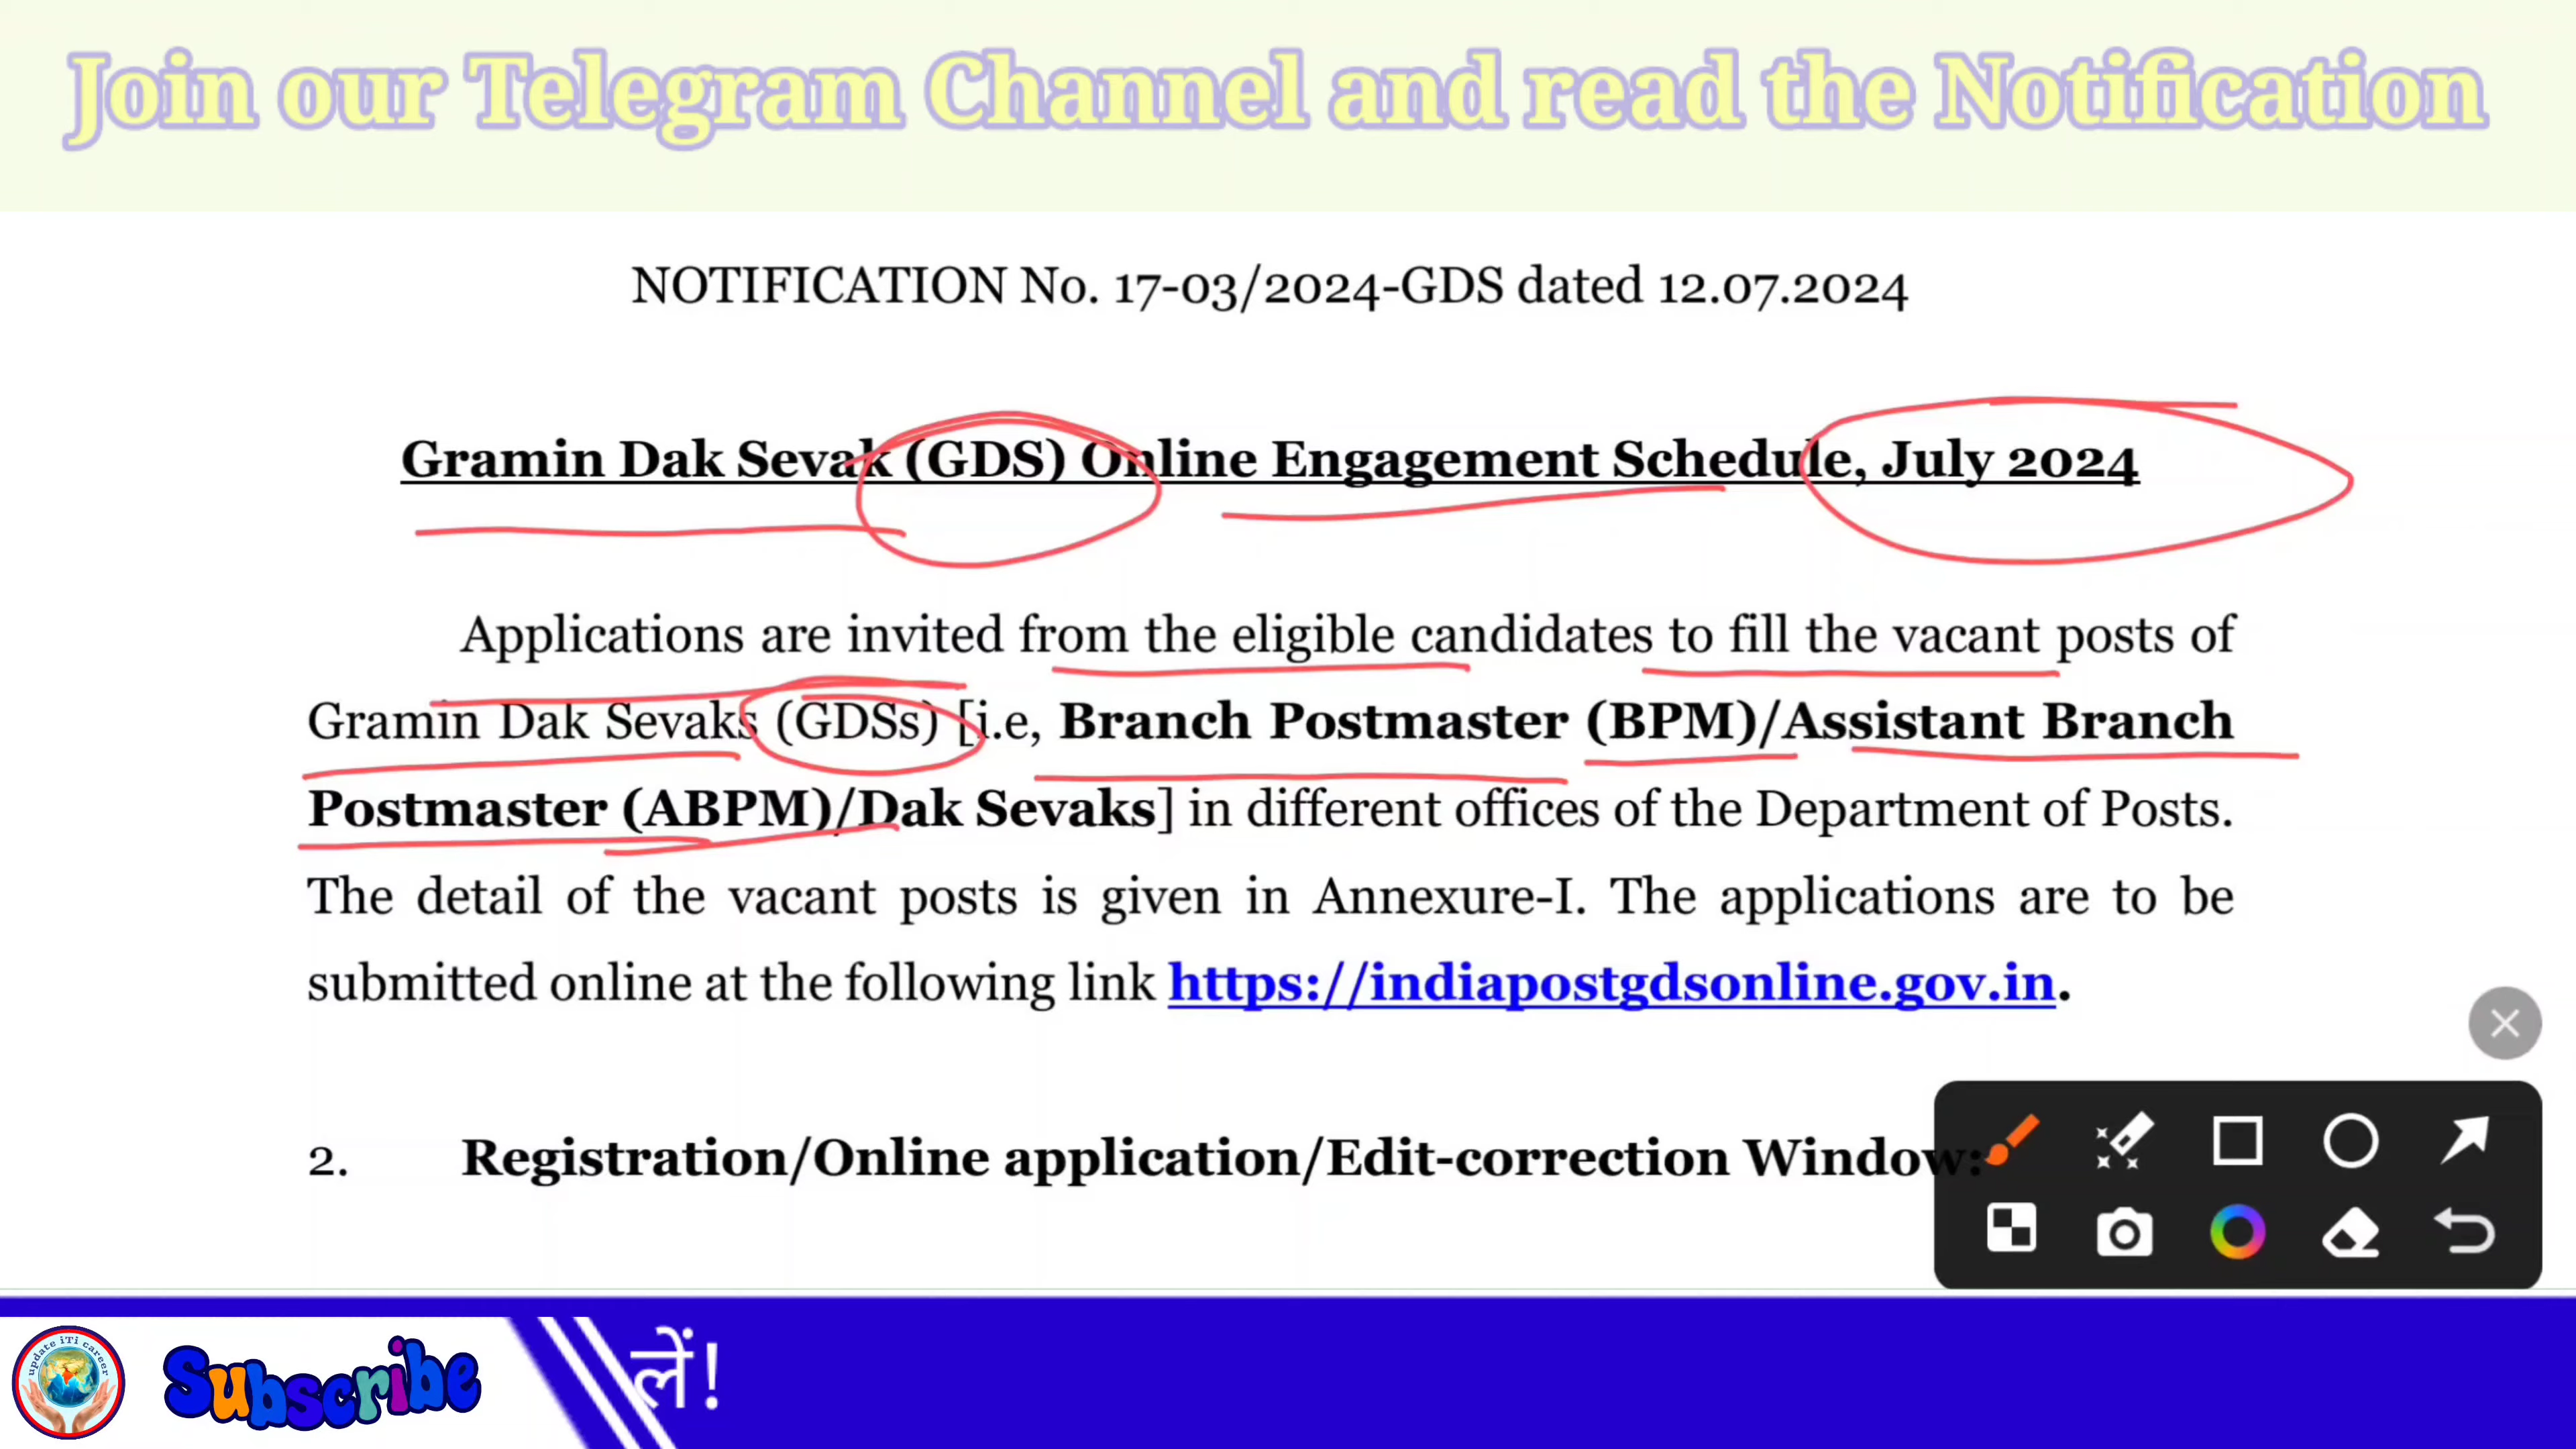 Join our Telegram Channel and read the Notification
NOTIFICATION No. 17-03/2024-GDS dated 12.07.2024
Gramin Dak Sevak (GDS) Online Engagement Schedule, July 2024
Applications are invited from the eligible candidates to fill the vacant posts of
Gramin Dak Sevaks (GDSs) [i.e, Branch Postmaster (BPM)/Assistant Branch
Postmaster (ABPM)/Dak Sevaks] in different offices of the Department of Posts.
The detail of the vacant posts is given in Annexure-I. The applications are to be
submitted online at the following link https://indiapostgdsonline.gov.in.
2. Registration/Online application/Edit-correction Window:
update iTi career
Subscribe
लें!